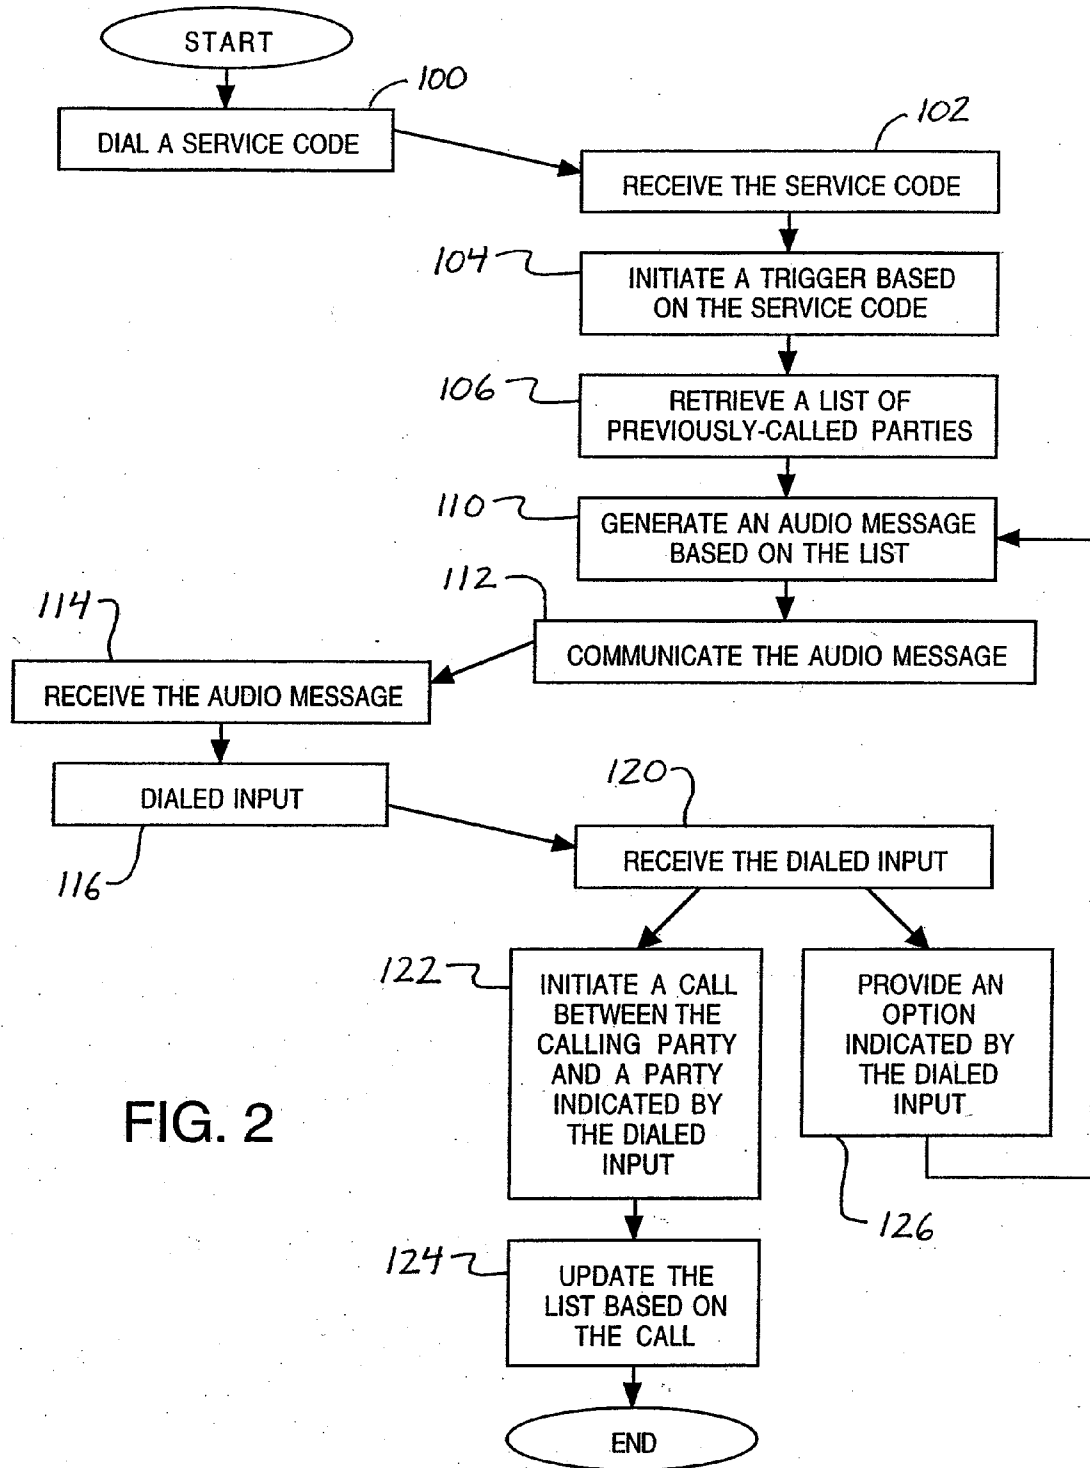 START
100
DIAL A SERVICE CODE
102
RECEIVE THE SERVICE CODE
104
INITIATE A TRIGGER BASED
ON THE SERVICE CODE
106
RETRIEVE A LIST OF
PREVIOUSLY-CALLED PARTIES
110
GENERATE AN AUDIO MESSAGE
BASED ON THE LIST
112
COMMUNICATE THE AUDIO MESSAGE
114
RECEIVE THE AUDIO MESSAGE
DIALED INPUT
116
120
RECEIVE THE DIALED INPUT
122
INITIATE A CALL
BETWEEN THE
CALLING PARTY
AND A PARTY
INDICATED BY
THE DIALED
INPUT
PROVIDE AN
OPTION
INDICATED BY
THE DIALED
INPUT
126
FIG. 2
124
UPDATE THE
LIST BASED ON
THE CALL
END